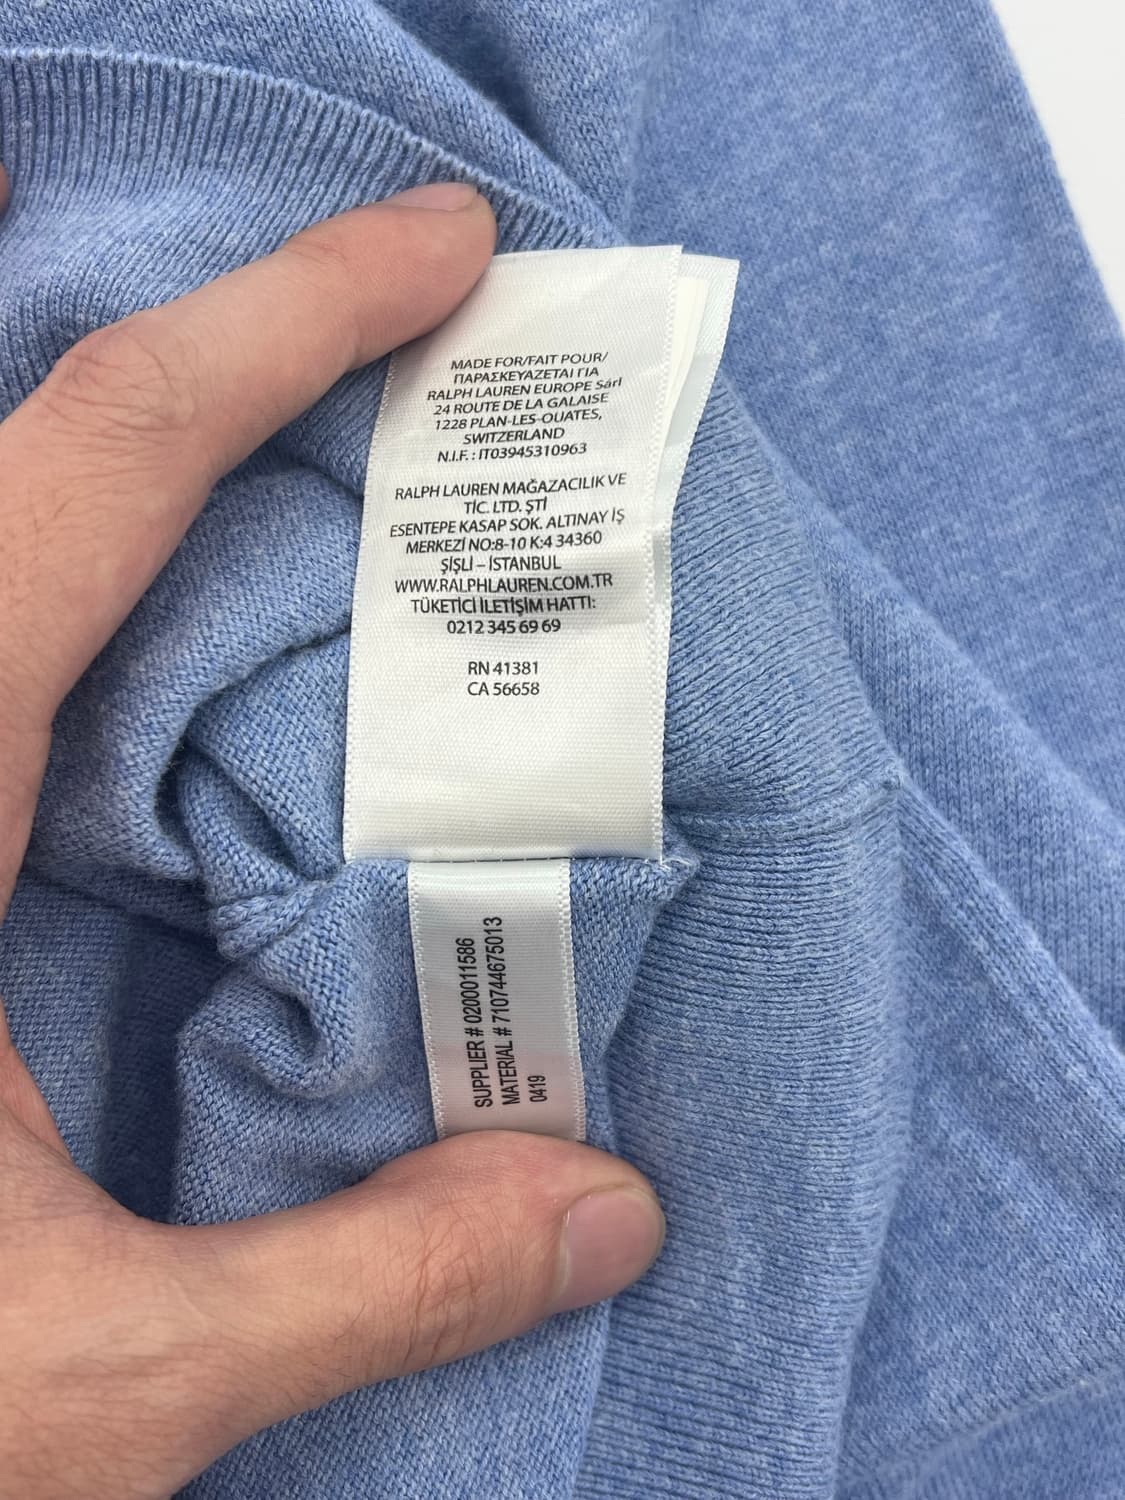 MADE FOR/FAIT POUR/
ΠΑΡΑΣΚΕΥΑΖΕΤΑΙ ΓΙΑ
RALPH LAUREN EUROPE Sárl
24 ROUTE DE LA GALAISE
1228 PLAN-LES-OUATES,
SWITZERLAND
N.I.F. : IT03945310963
RALPH LAUREN MAĞAZACILIK VE
TİC. LTD. ŞTİ
ESENTEPE KASAP SOK. ALTINAY İŞ
MERKEZİ NO:8-10 K:4 34360
ŞİŞLİ – İSTANBUL
WWW.RALPHLAUREN.COM.TR
TÜKETİCİ İLETİŞİM HATTI:
0212 345 69 69
RN 41381
CA 56658
SUPPLIER # 0200011586
MATERIAL # 710744675013
0419